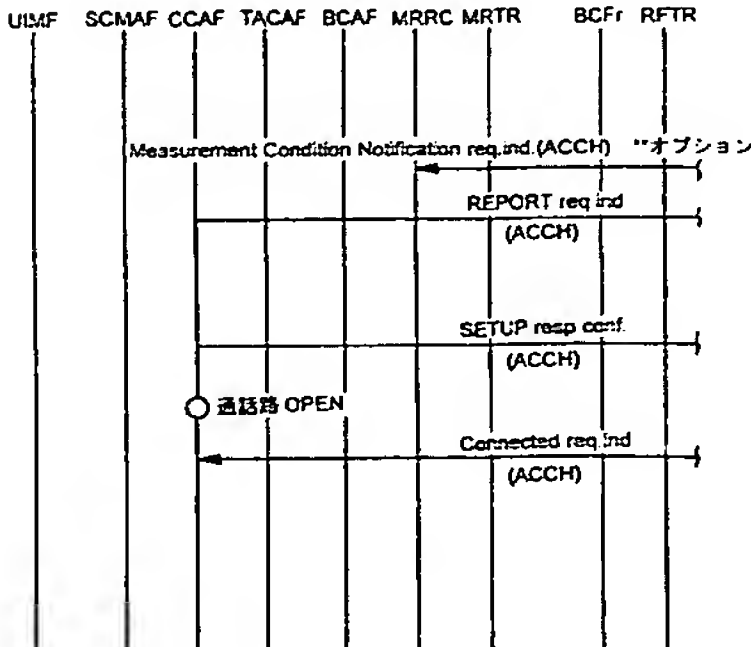 UIMF SCMAF CCAF TACAF BCAF MRRC MRTR BCFr RFTR
Measurement Condition Notification req.ind.(ACCH) **オプション
REPORT req.ind
(ACCH)
SETUP resp conf.
(ACCH)
通話路 OPEN
Connected req.ind
(ACCH)